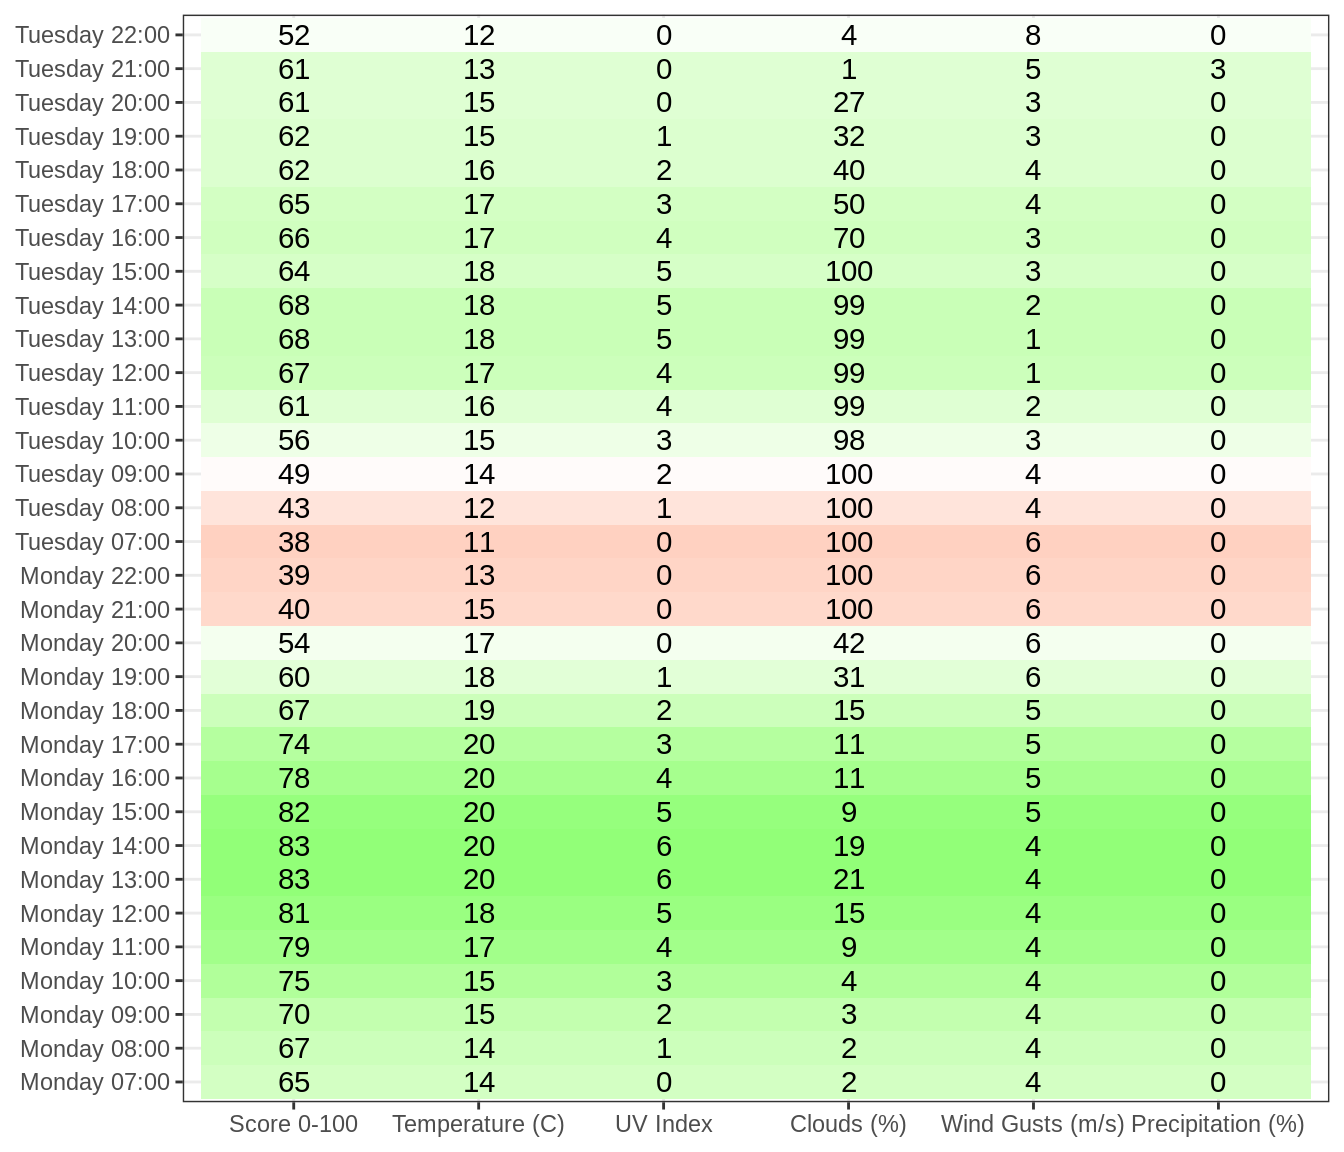 Tuesday 22:00 52 12 0 4 8 0
Tuesday 21:00 61 13 0 1 5 3
Tuesday 20:00 61 15 0 27 3 0
Tuesday 19:00 62 15 1 32 3 0
Tuesday 18:00 62 16 2 40 4 0
Tuesday 17:00 65 17 3 50 4 0
Tuesday 16:00 66 17 4 70 3 0
Tuesday 15:00 64 18 5 100 3 0
Tuesday 14:00 68 18 5 99 2 0
Tuesday 13:00 68 18 5 99 1 0
Tuesday 12:00 67 17 4 99 1 0
Tuesday 11:00 61 16 4 99 2 0
Tuesday 10:00 56 15 3 98 3 0
Tuesday 09:00 49 14 2 100 4 0
Tuesday 08:00 43 12 1 100 4 0
Tuesday 07:00 38 11 0 100 6 0
Monday 22:00 39 13 0 100 6 0
Monday 21:00 40 15 0 100 6 0
Monday 20:00 54 17 0 42 6 0
Monday 19:00 60 18 1 31 6 0
Monday 18:00 67 19 2 15 5 0
Monday 17:00 74 20 3 11 5 0
Monday 16:00 78 20 4 11 5 0
Monday 15:00 82 20 5 9 5 0
Monday 14:00 83 20 6 19 4 0
Monday 13:00 83 20 6 21 4 0
Monday 12:00 81 18 5 15 4 0
Monday 11:00 79 17 4 9 4 0
Monday 10:00 75 15 3 4 4 0
Monday 09:00 70 15 2 3 4 0
Monday 08:00 67 14 1 2 4 0
Monday 07:00 65 14 0 2 4 0
Score 0-100 Temperature (C) UV Index Clouds (%) Wind Gusts (m/s) Precipitation (%)